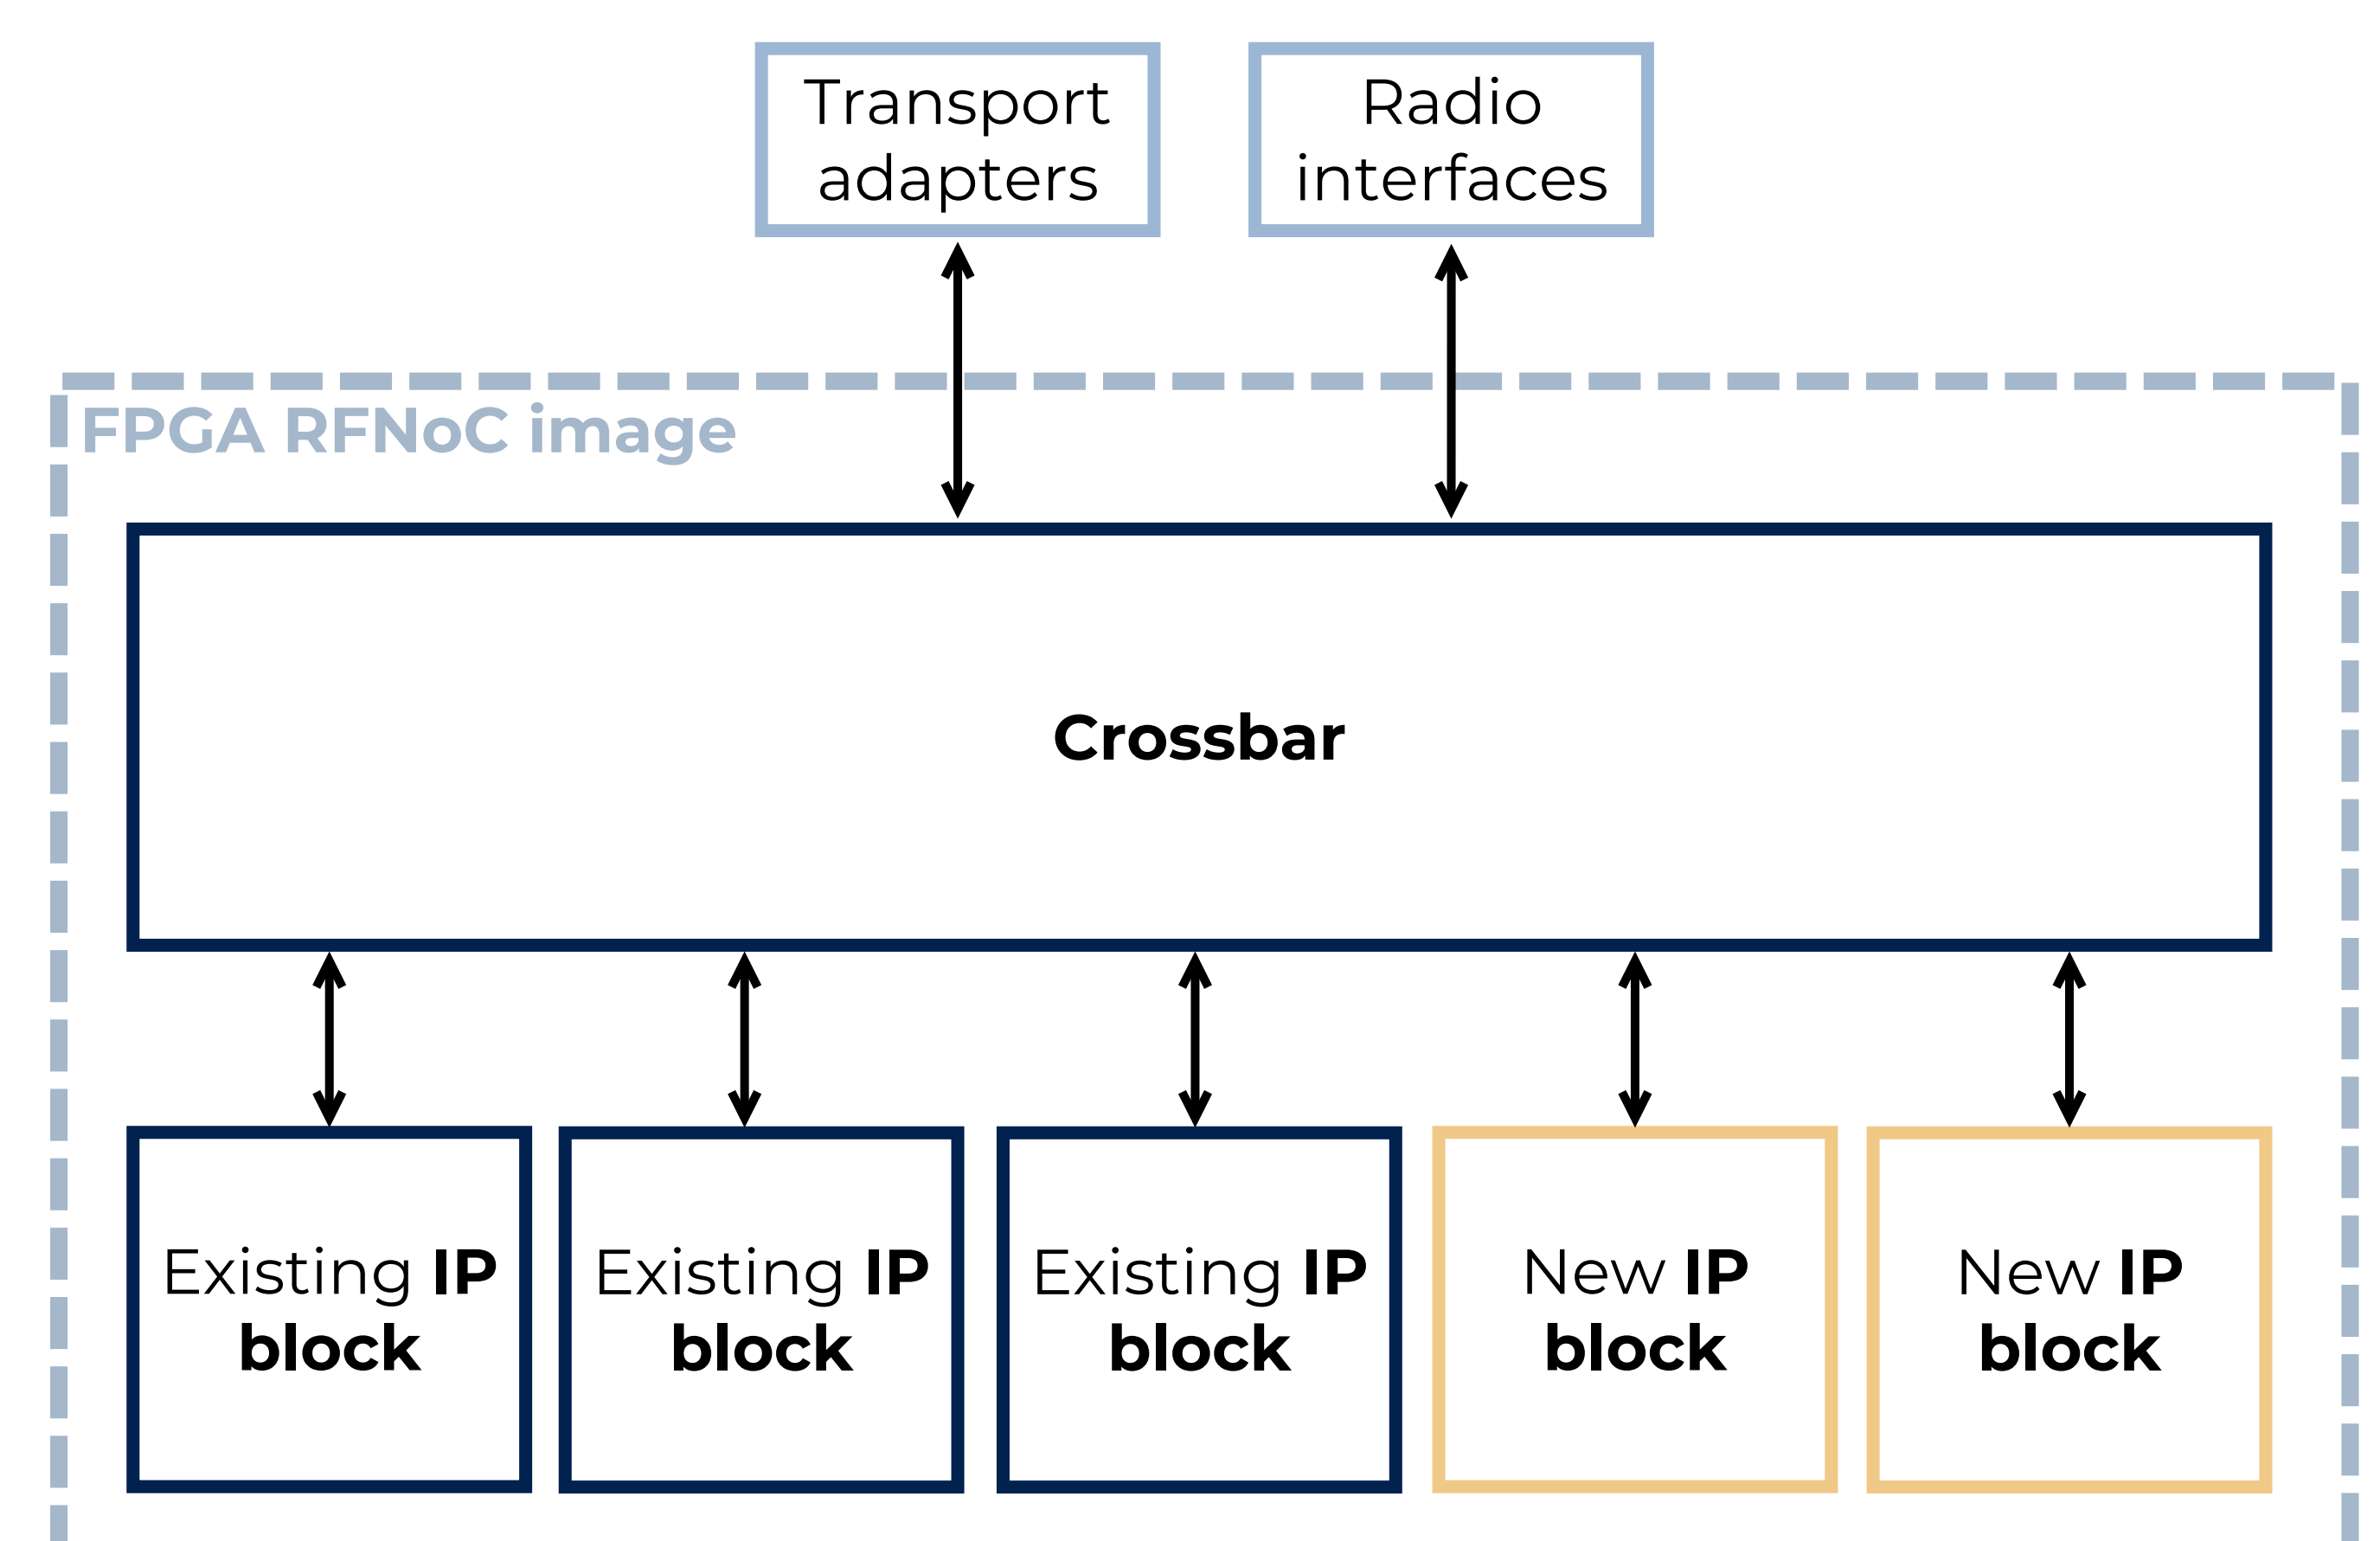 Transport
adapters
Radio
interfaces
FPGA RFNoC image
Crossbar
Existing IP
block
Existing IP
block
Existing IP
block
New IP
block
New IP
block